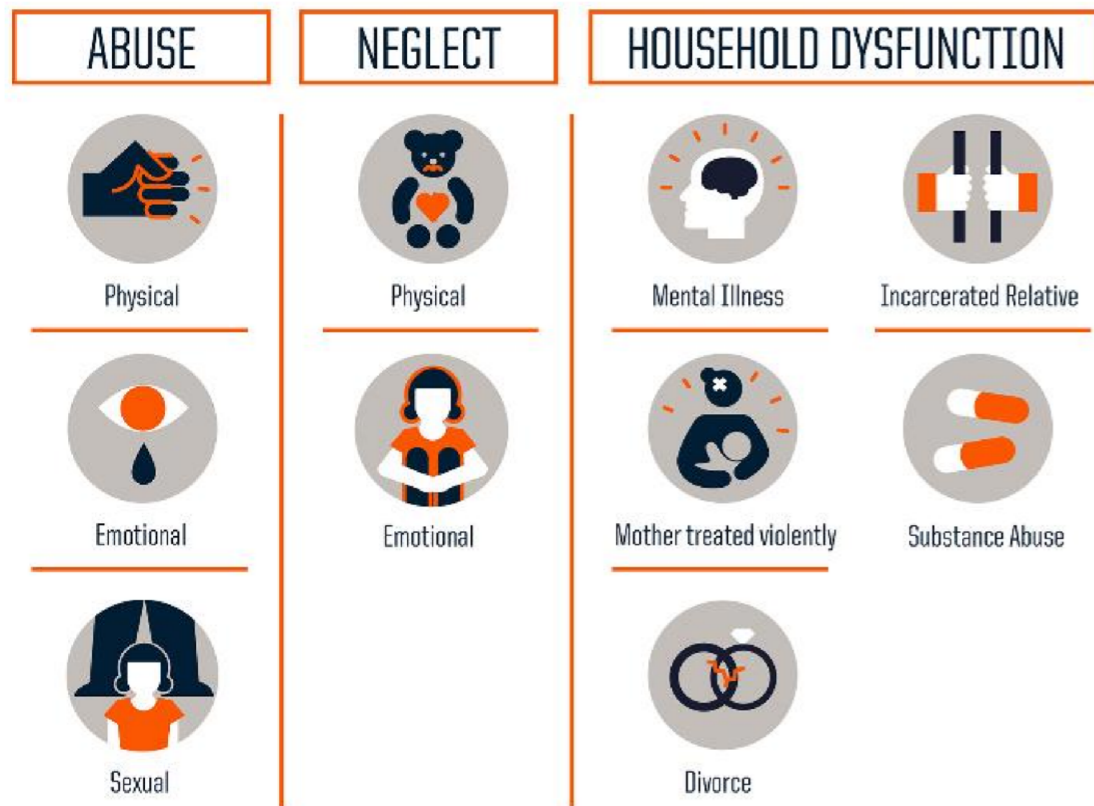 ABUSE
Physical
Emotional
Sexual
NEGLECT
Physical
Emotional
HOUSEHOLD DYSFUNCTION
Mental Illness
Incarcerated Relative
Mother treated violently
Substance Abuse
Divorce